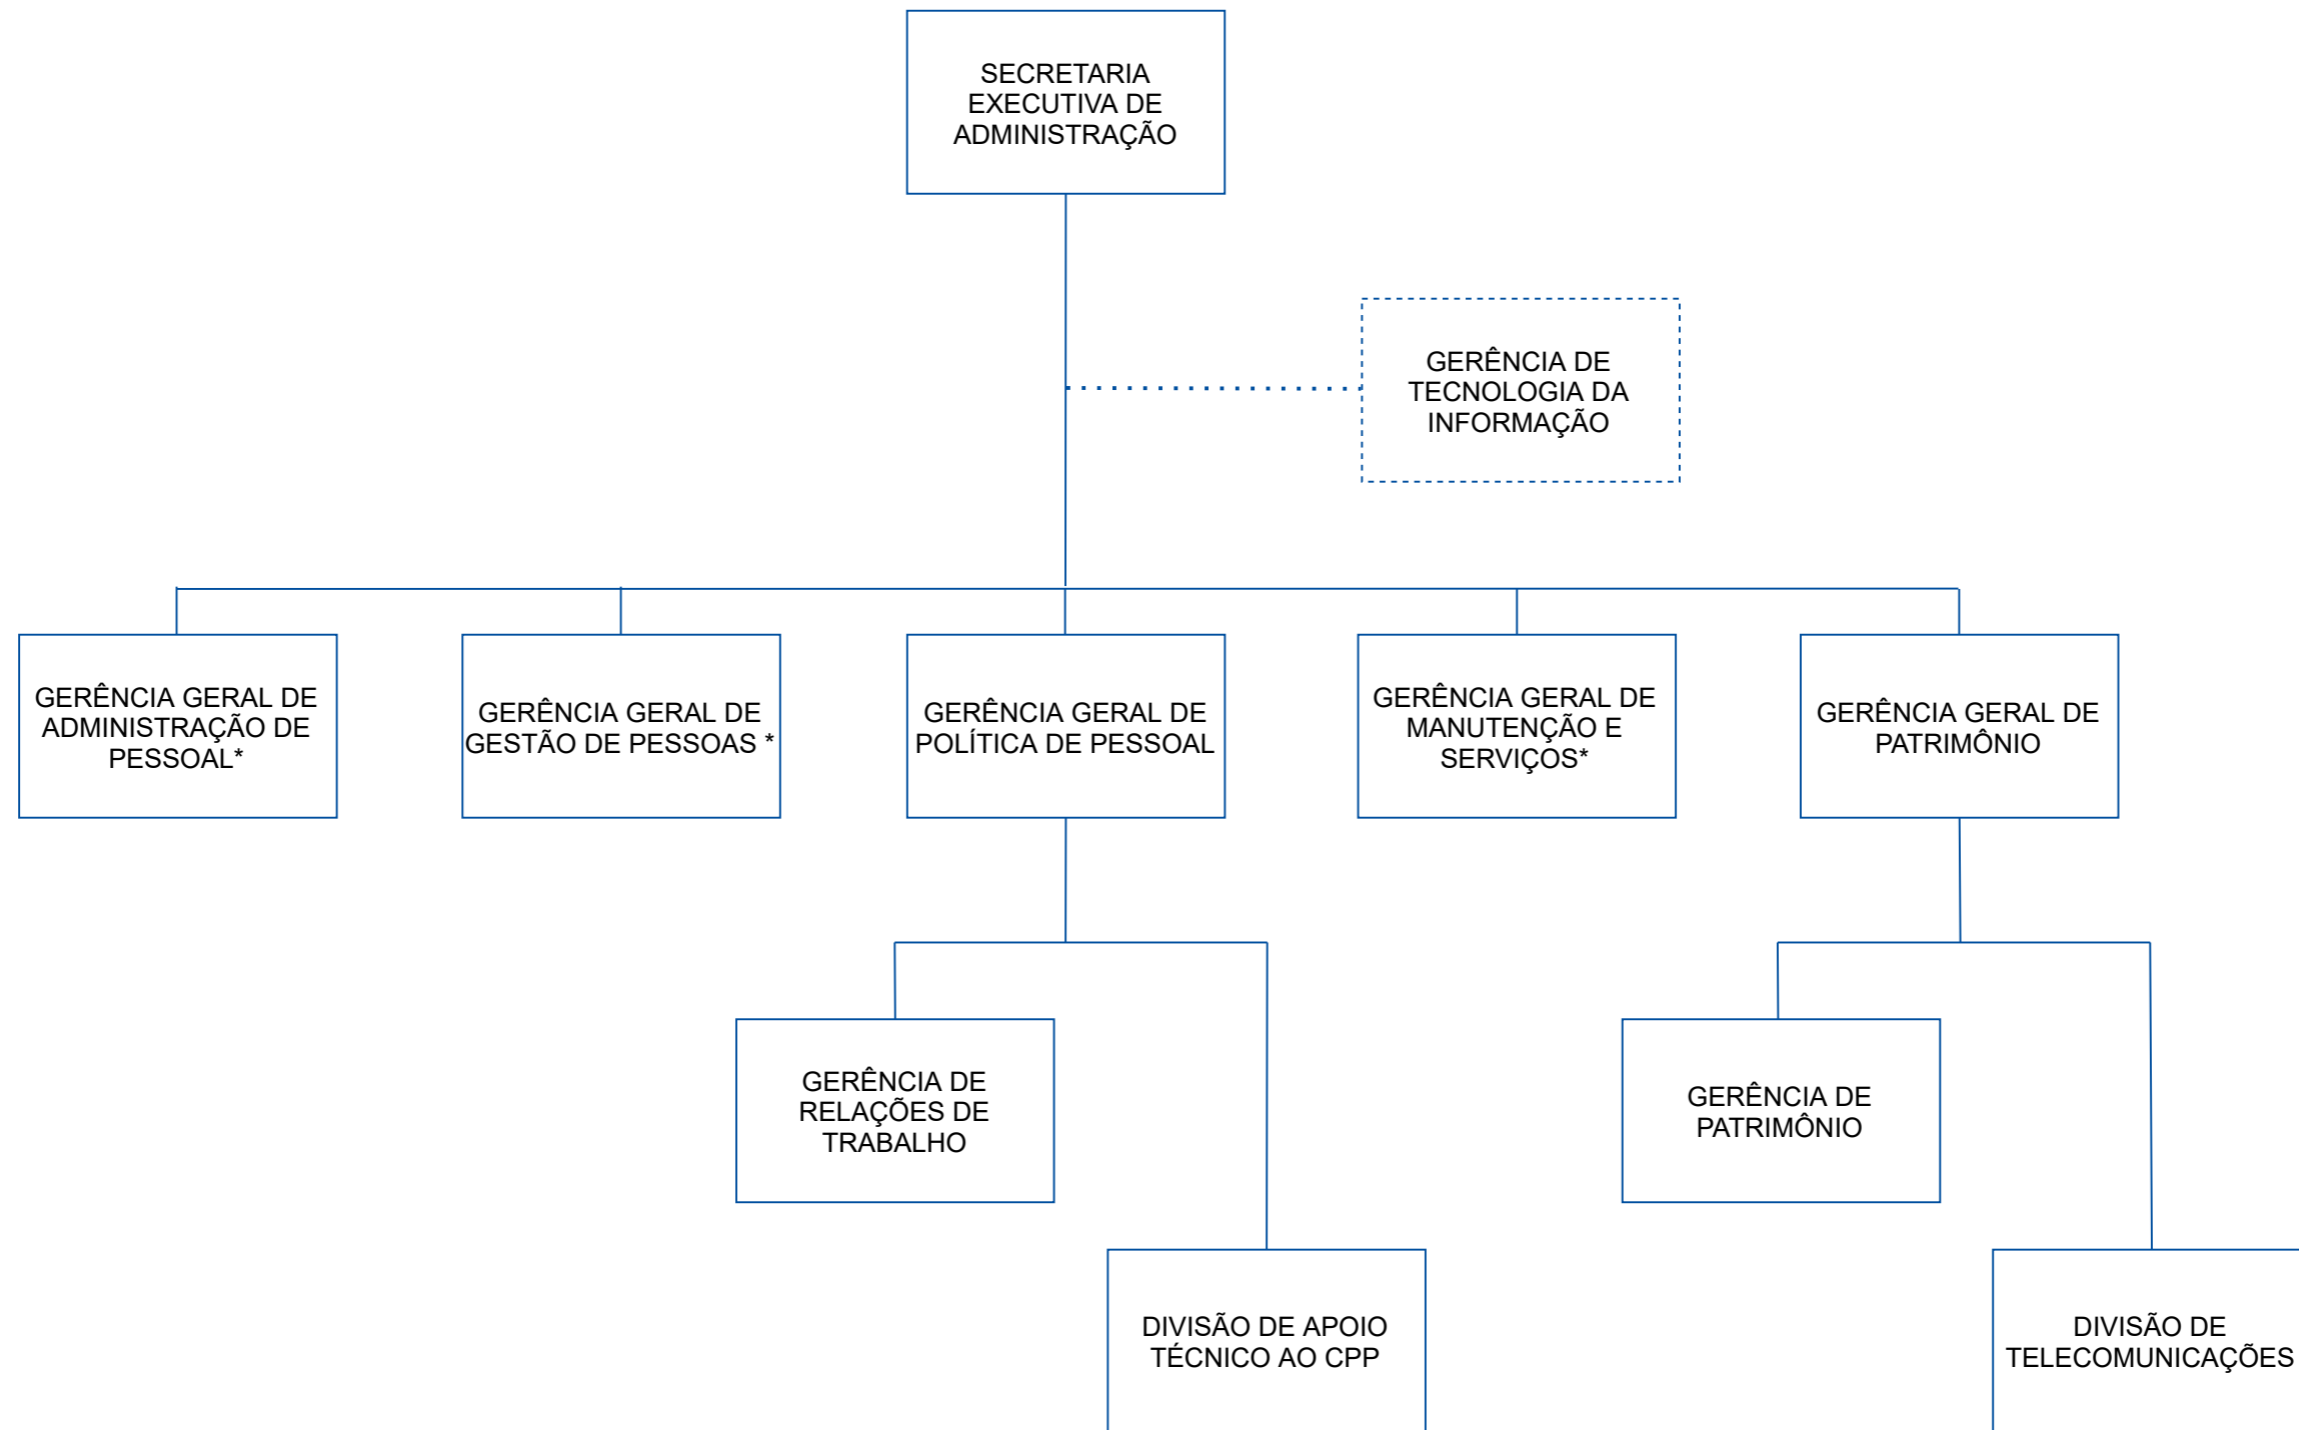 SECRETARIA
EXECUTIVA DE
ADMINISTRAÇÃO
GERÊNCIA DE
TECNOLOGIA DA
INFORMAÇÃO
GERÊNCIA GERAL DE
ADMINISTRAÇÃO DE
PESSOAL*
GERÊNCIA GERAL DE
GESTÃO DE PESSOAS *
GERÊNCIA GERAL DE
POLÍTICA DE PESSOAL
GERÊNCIA GERAL DE
MANUTENÇÃO E
SERVIÇOS*
GERÊNCIA GERAL DE
PATRIMÔNIO
GERÊNCIA DE
RELAÇÕES DE
TRABALHO
GERÊNCIA DE
PATRIMÔNIO
DIVISÃO DE APOIO
TÉCNICO AO CPP
DIVISÃO DE
TELECOMUNICAÇÕES